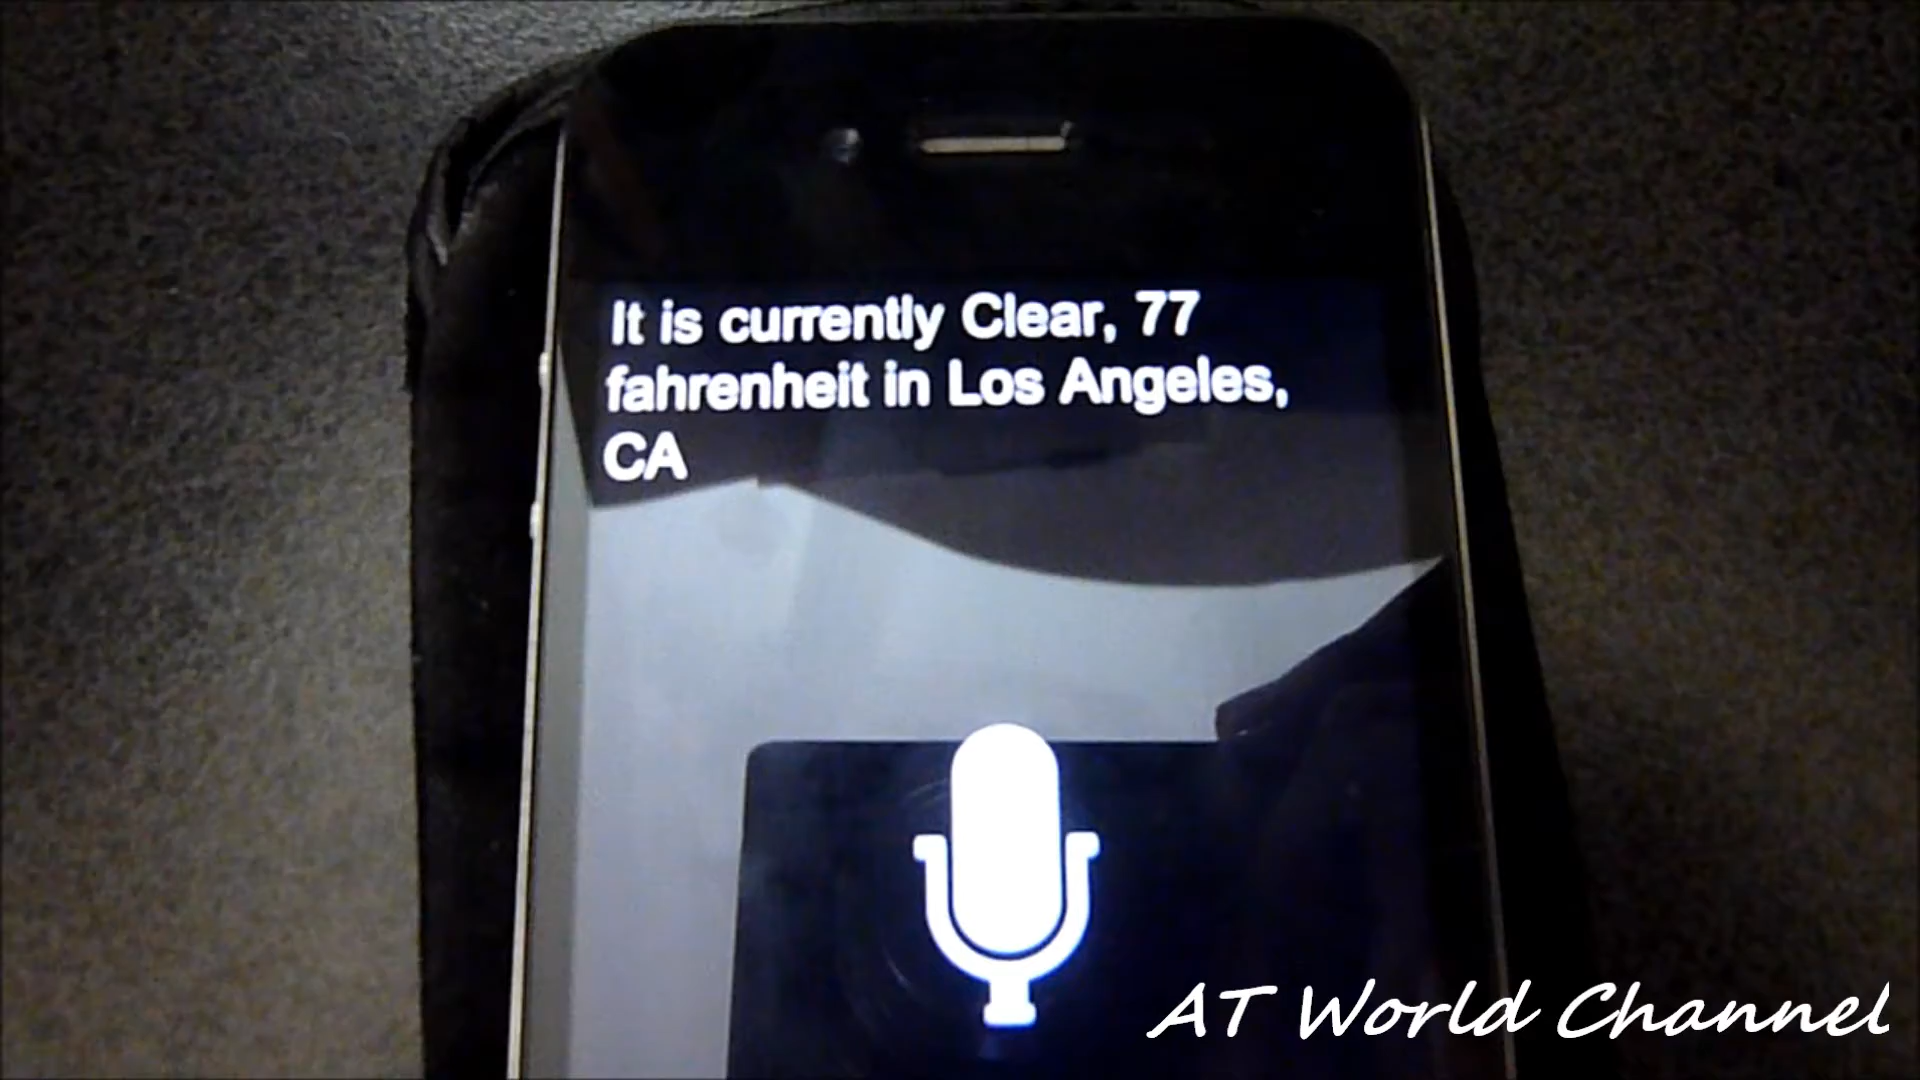 It is currently Clear, 77
fahrenheit in Los Angeles,
CA
AT World Channel